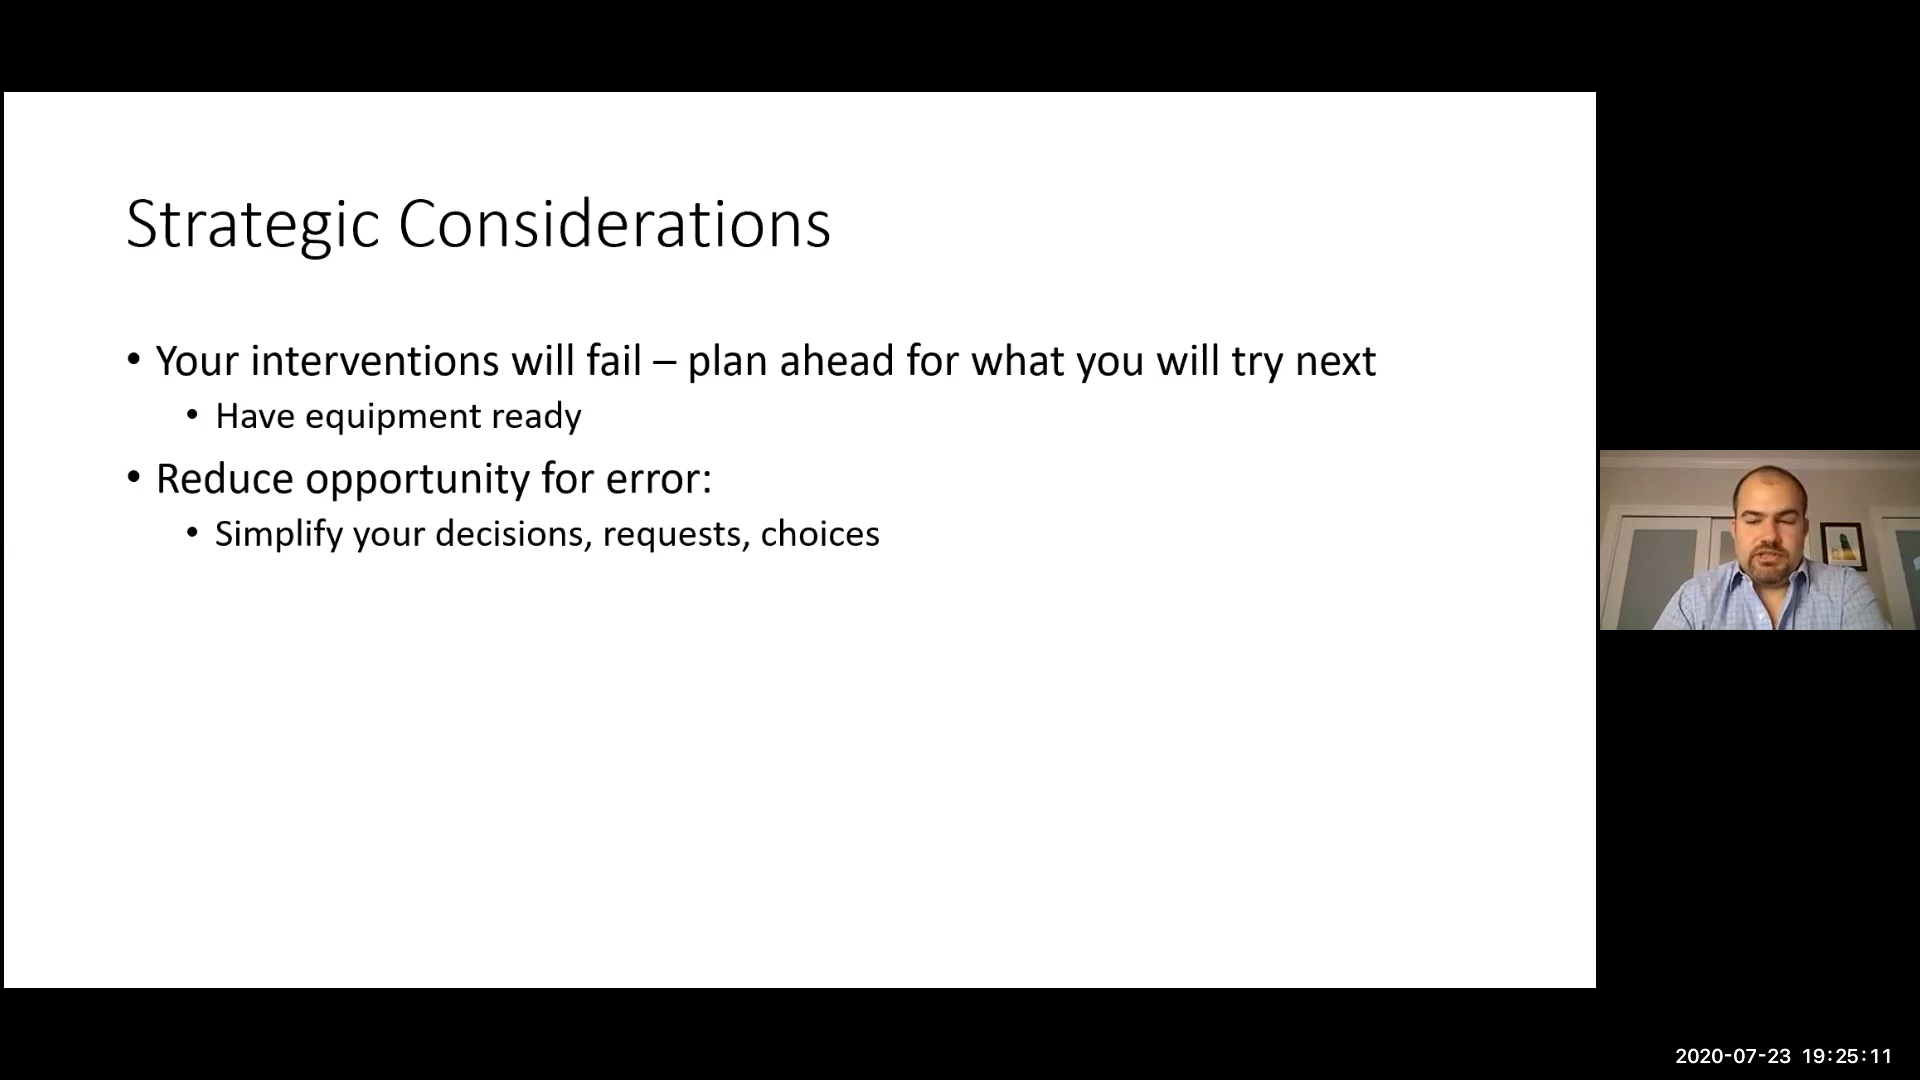 Strategic Considerations
• Your interventions will fail – plan ahead for what you will try next
• Have equipment ready
• Reduce opportunity for error:
• Simplify your decisions, requests, choices
2020-07-23 19:25:11